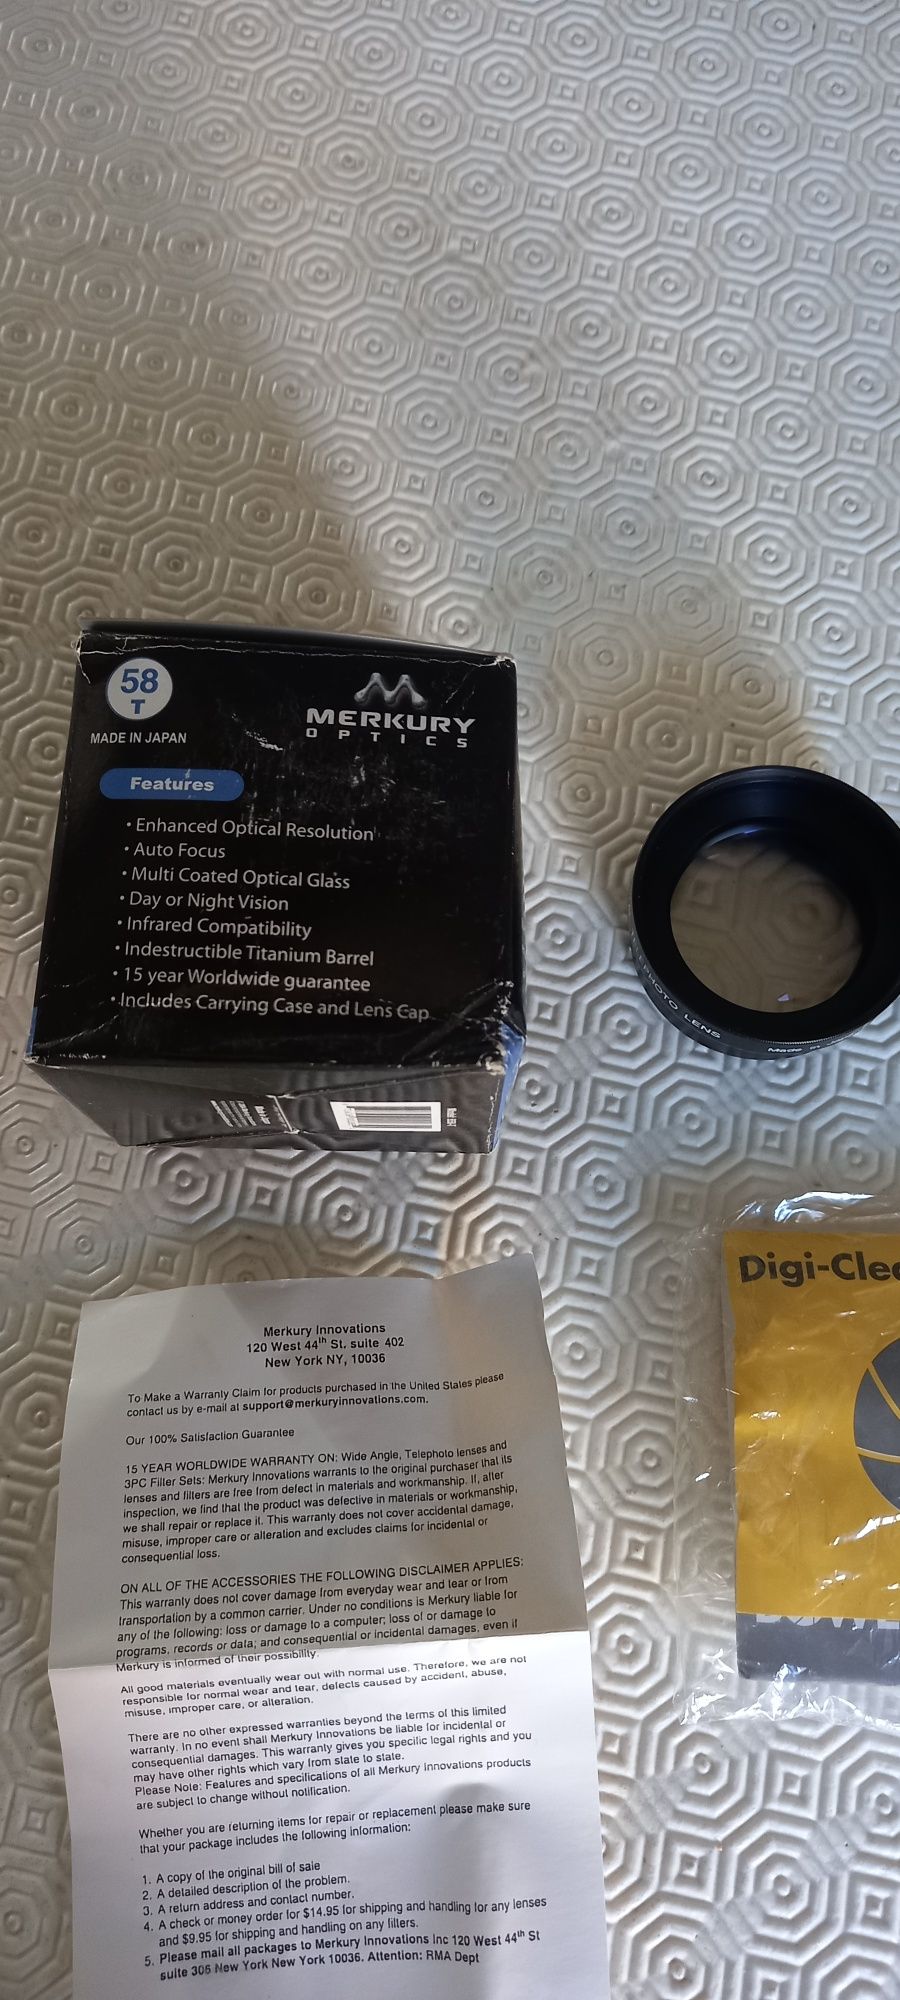 58
T
MADE IN JAPAN
MERKURY
OPTICS
Features
• Enhanced Optical Resolution
• Auto Focus
• Multi Coated Optical Glass
• Day or Night Vision
• Infrared Compatibility
• Indestructible Titanium Barrel
• 15 year Worldwide guarantee
• Includes Carrying Case and Lens Cap
PHOTO LENS
Made in
Digi-Clea
Merkury Innovations
120 West 44th St. suite 402
New York NY, 10036
To Make a Warranty Claim for products purchased in the United States please
contact us by e-mail at support@merkuryinnovations.com.
Our 100% Satisfaction Guarantee
15 YEAR WORLDWIDE WARRANTY ON: Wide Angle, Telephoto lenses and
3PC Filter Sets: Merkury Innovations warrants to the original purchaser that its
lenses and filters are free from defect in materials and workmanship. If, after
inspection, we find that the product was defective in materials or workmanship,
we shall repair or replace it. This warranty does not cover accidental damage,
misuse, improper care or alteration and excludes claims for incidental or
consequential loss.
ON ALL OF THE ACCESSORIES THE FOLLOWING DISCLAIMER APPLIES:
This warranty does not cover damage from everyday wear and tear or from
transportation by a common carrier. Under no conditions is Merkury liable for
any of the following: loss or damage to a computer; loss of or damage to
programs, records or data; and consequential or incidental damages, even if
Merkury is informed of their possibility.
All good materials eventually wear out with normal use. Therefore, we are not
responsible for normal wear and tear, defects caused by accident, abuse,
misuse, improper care, or alteration.
There are no other expressed warranties beyond the terms of this limited
warranty. In no event shall Merkury Innovations be liable for incidental or
consequential damages. This warranty gives you specific legal rights and you
may have other rights which vary from state to state.
Please Note: Features and specifications of all Merkury Innovations products
are subject to change without notification.
Whether you are returning items for repair or replacement please make sure
that your package includes the following information:
1. A copy of the original bill of sale
2. A detailed description of the problem.
3. A return address and contact number.
4. A check or money order for $14.95 for shipping and handling for any lenses
and $9.95 for shipping and handling on any filters.
5. Please mail all packages to Merkury Innovations Inc 120 West 44th St
suite 306 New York New York 10036. Attention: RMA Dept